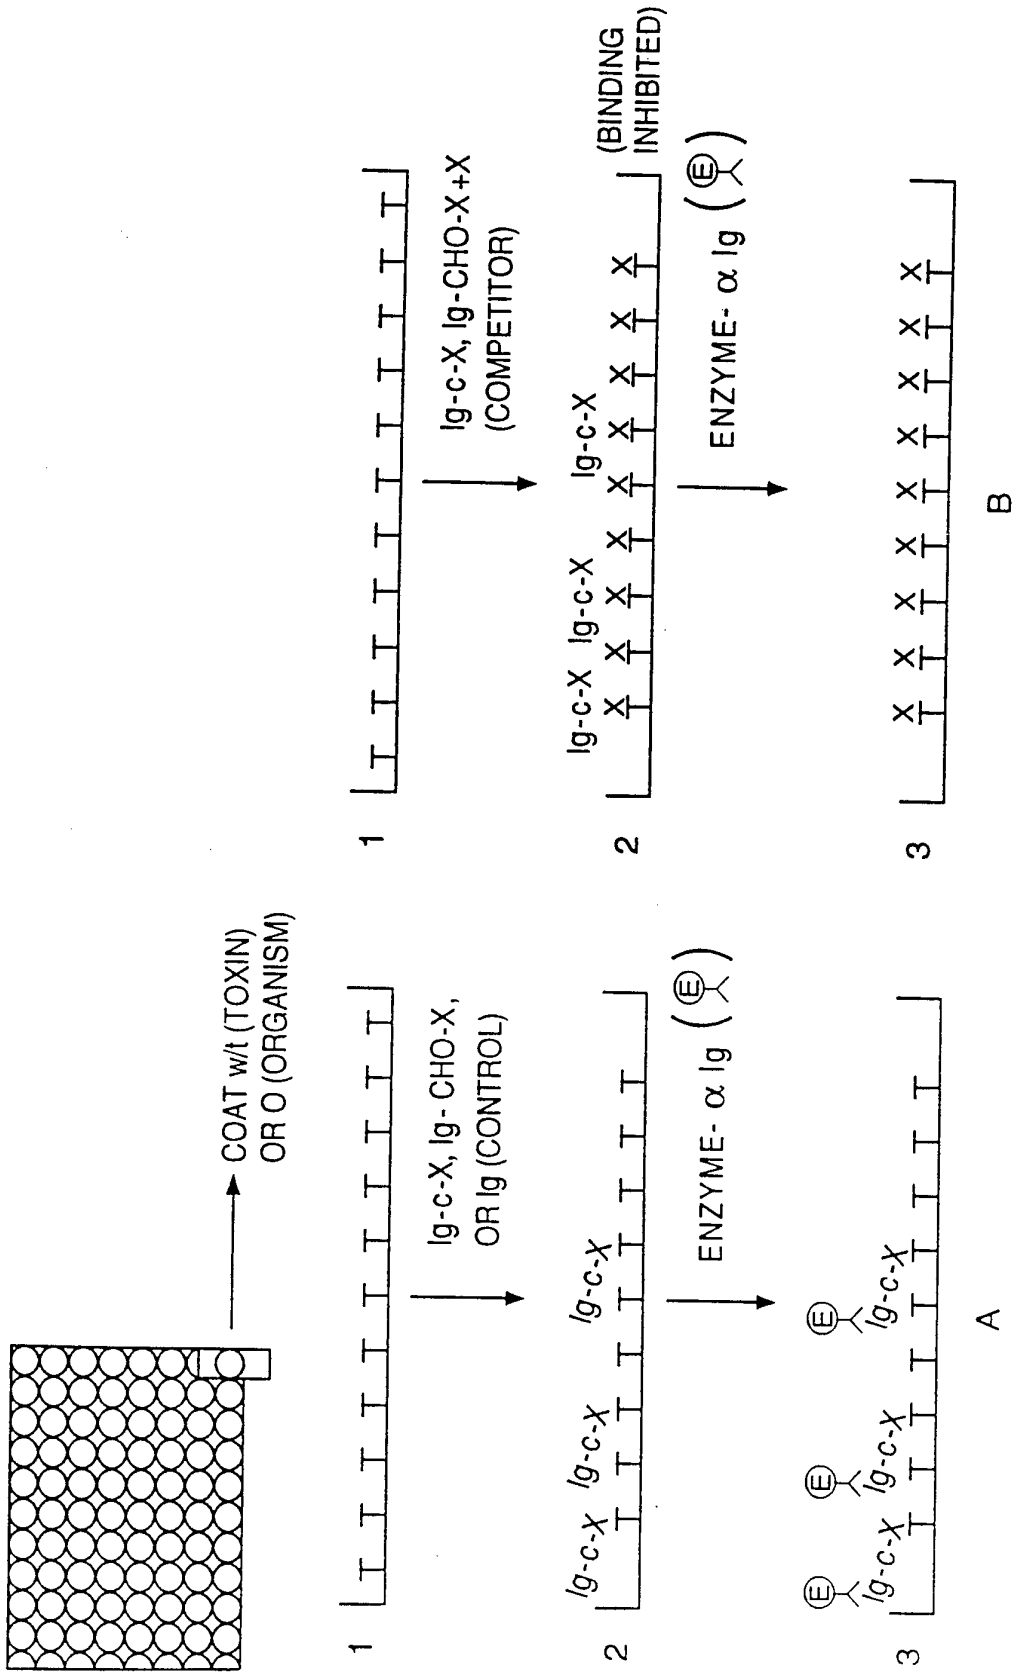 COAT w/t (TOXIN)
OR O (ORGANISM)
1
T T T T T T T T T T T
Ig-c-X, Ig- CHO-X,
OR Ig (CONTROL)
2
Ig-c-X Ig-c-X Ig-c-X
T T T T T T T T T
ENZYME- α Ig ( E )
3
E E E
Ig-c-X Ig-c-X Ig-c-X
T T T T T T T T T
A
1
T T T T T T T T T T T
Ig-c-X, Ig-CHO-X+X
(COMPETITOR)
2
Ig-c-X Ig-c-X Ig-c-X
X X X X X X X X X
T T T T T T T T T
(BINDING
INHIBITED)
ENZYME- α Ig ( E )
3
X X X X X X X X X
T T T T T T T T T
B